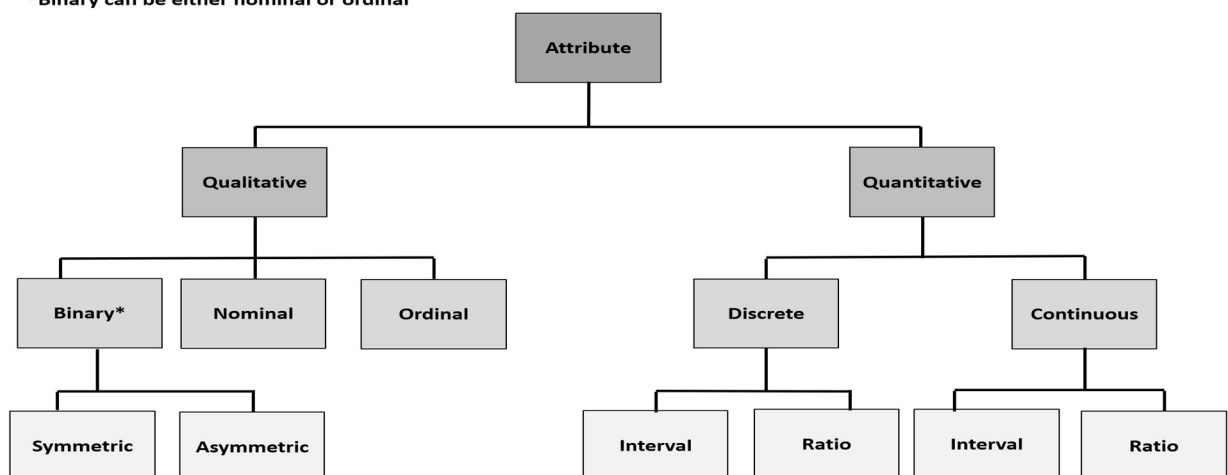 *Binary can be either nominal or ordinal
Attribute
Qualitative
Quantitative
Binary*
Nominal
Ordinal
Discrete
Continuous
Symmetric
Asymmetric
Interval
Ratio
Interval
Ratio